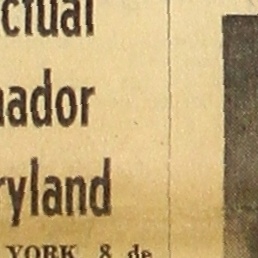 ctual
ador
ryland
YORK, 8 de